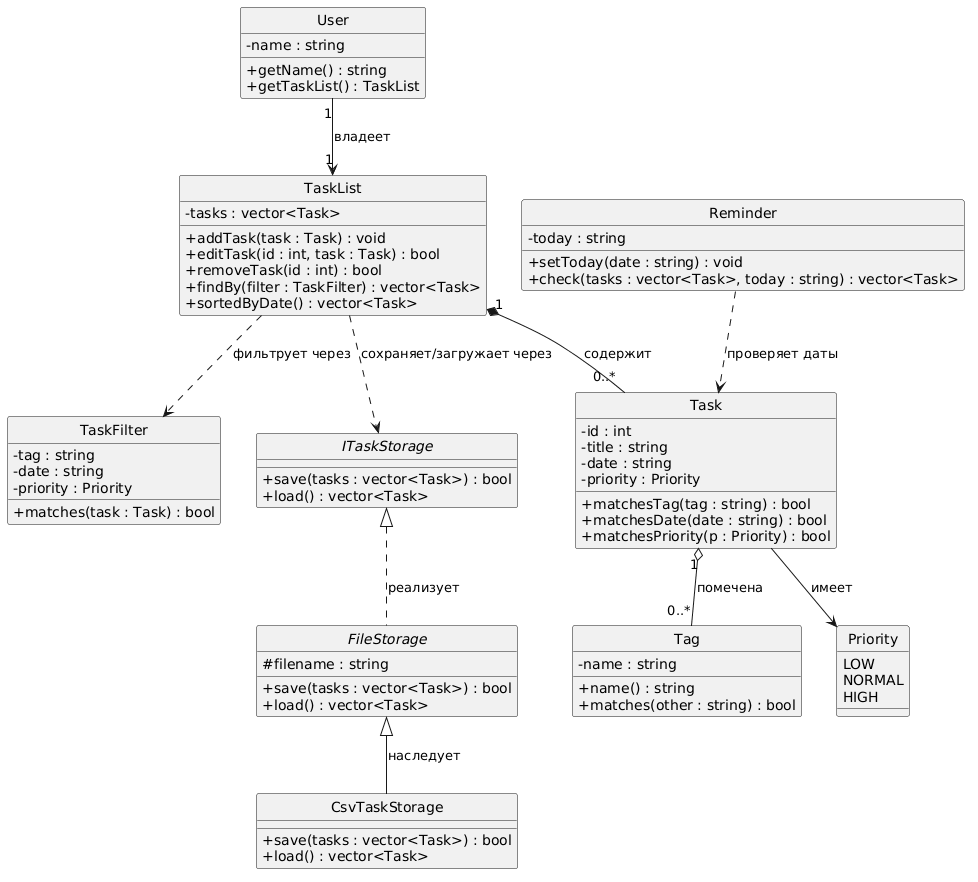 User
-name : string
+getName() : string
+getTaskList() : TaskList
1
владеет
1
TaskList
-tasks : vector<Task>
+addTask(task : Task) : void
+editTask(id : int, task : Task) : bool
+removeTask(id : int) : bool
+findBy(filter : TaskFilter) : vector<Task>
+sortedByDate() : vector<Task>
Reminder
-today : string
+setToday(date : string) : void
+check(tasks : vector<Task>, today : string) : vector<Task>
1
фильтрует через
сохраняет/загружает через
содержит
0..*
проверяет даты
TaskFilter
-tag : string
-date : string
-priority : Priority
+matches(task : Task) : bool
ITaskStorage
+save(tasks : vector<Task>) : bool
+load() : vector<Task>
Task
-id : int
-title : string
-date : string
-priority : Priority
+matchesTag(tag : string) : bool
+matchesDate(date : string) : bool
+matchesPriority(p : Priority) : bool
реализует
1
помечена
0..*
имеет
FileStorage
#filename : string
+save(tasks : vector<Task>) : bool
+load() : vector<Task>
Tag
-name : string
+name() : string
+matches(other : string) : bool
Priority
LOW
NORMAL
HIGH
наследует
CsvTaskStorage
+save(tasks : vector<Task>) : bool
+load() : vector<Task>